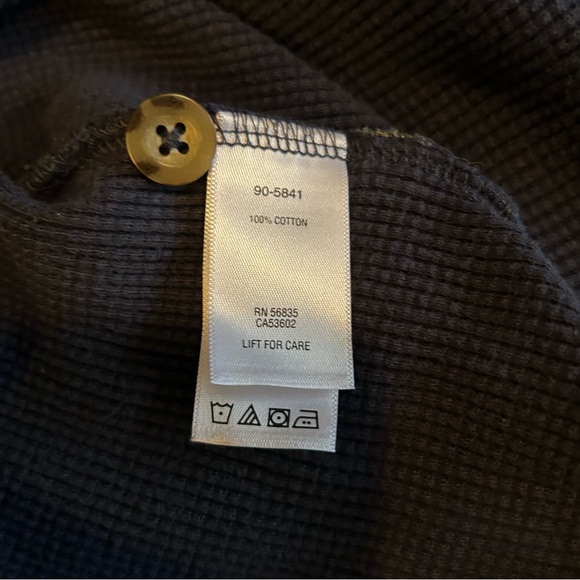 90-5841
100% COTTON
RN 56835
CA53602
LIFT FOR CARE